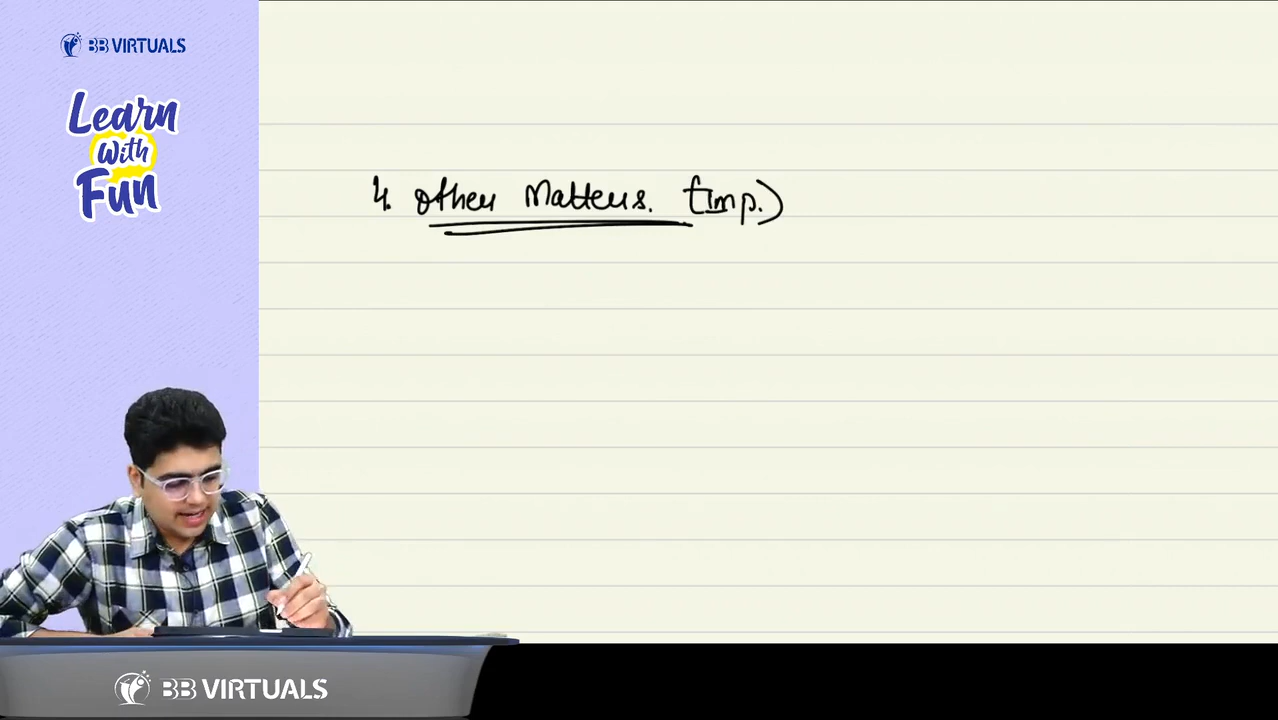 BB VIRTUALS
Learn
With
Fun
4. Other Matters. (Imp.)
BB VIRTUALS